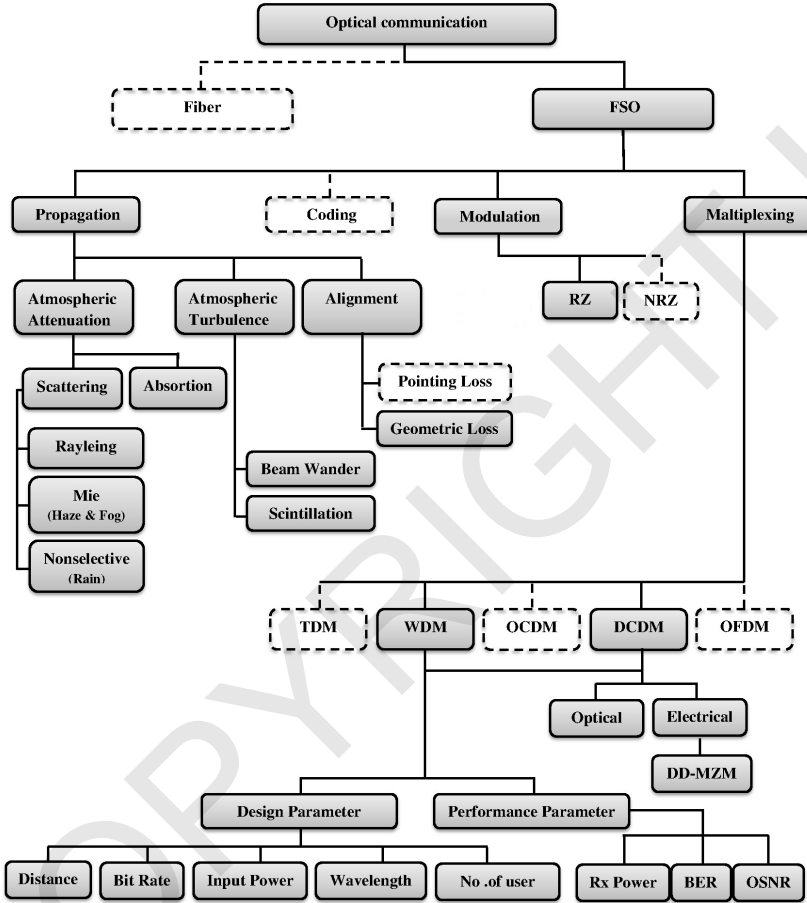 Optical communication
Fiber
FSO
Propagation
Coding
Modulation
Maltiplexing
Atmospheric
Attenuation
Atmospheric
Turbulence
Alignment
RZ
NRZ
Scattering
Absortion
Pointing Loss
Geometric Loss
Rayleing
Beam Wander
Mie
(Haze & Fog)
Scintillation
Nonselective
(Rain)
TDM
WDM
OCDM
DCDM
OFDM
Optical
Electrical
DD-MZM
Design Parameter
Performance Parameter
Distance
Bit Rate
Input Power
Wavelength
No .of user
Rx Power
BER
OSNR
OPYRIGHT